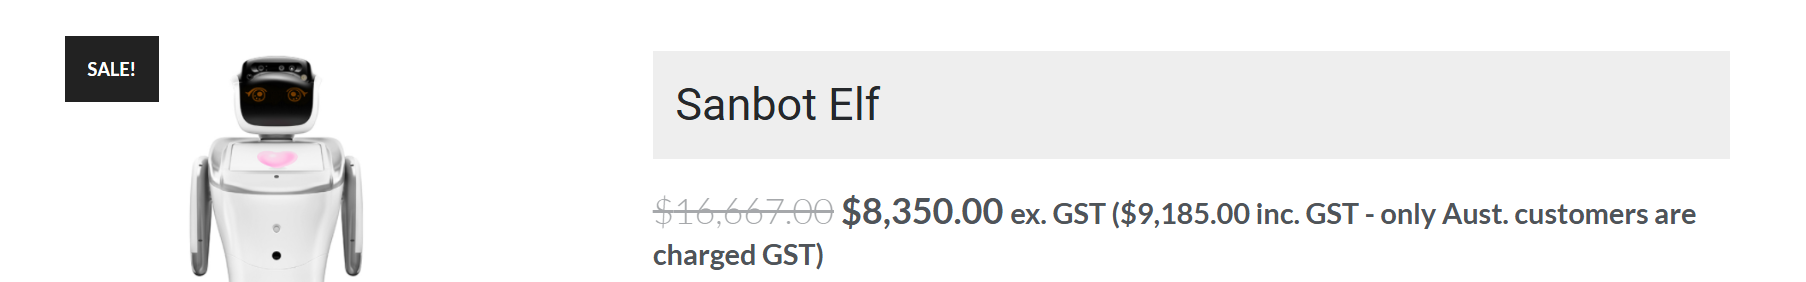 SALE!
Sanbot Elf
$16,667.00 $8,350.00 ex. GST ($9,185.00 inc. GST - only Aust. customers are
charged GST)